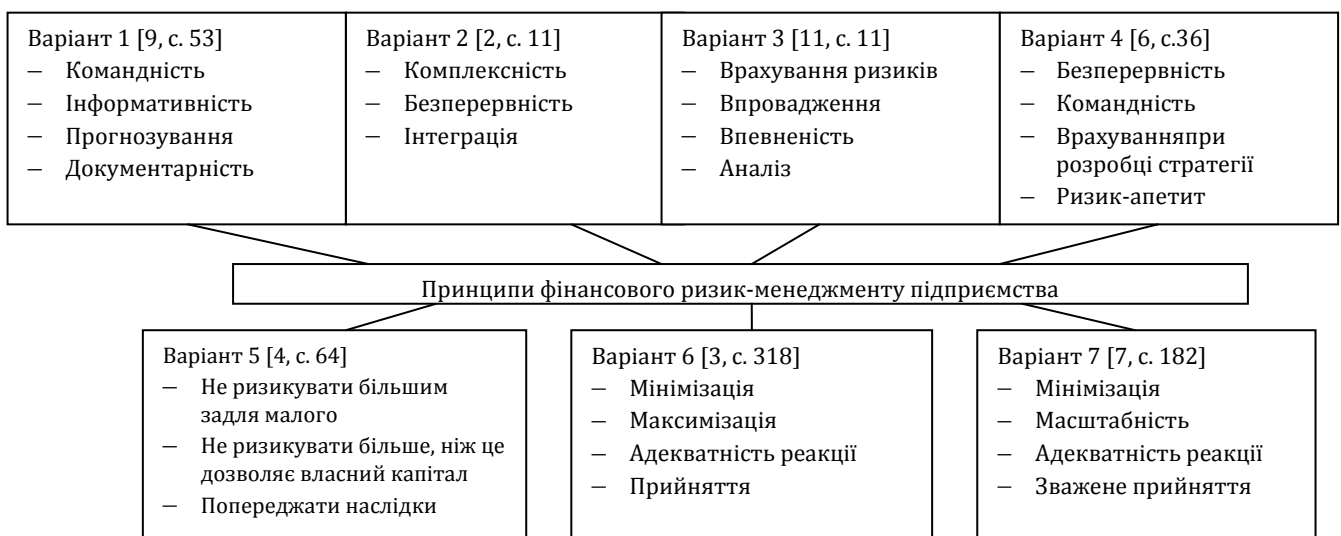 Варіант 1 [9, с. 53]
– Командність
– Інформативність
– Прогнозування
– Документарність
Варіант 2 [2, с. 11]
– Комплексність
– Безперервність
– Інтеграція
Варіант 3 [11, с. 11]
– Врахування ризиків
– Впровадження
– Впевненість
– Аналіз
Варіант 4 [6, с.36]
– Безперервність
– Командність
– Врахуванняпри
розробці стратегії
– Ризик-апетит
Принципи фінансового ризик-менеджменту підприємства
Варіант 5 [4, с. 64]
– Не ризикувати більшим
задля малого
– Не ризикувати більше, ніж це
дозволяє власний капітал
– Попереджати наслідки
Варіант 6 [3, с. 318]
– Мінімізація
– Максимізація
– Адекватність реакції
– Прийняття
Варіант 7 [7, с. 182]
– Мінімізація
– Масштабність
– Адекватність реакції
– Зважене прийняття